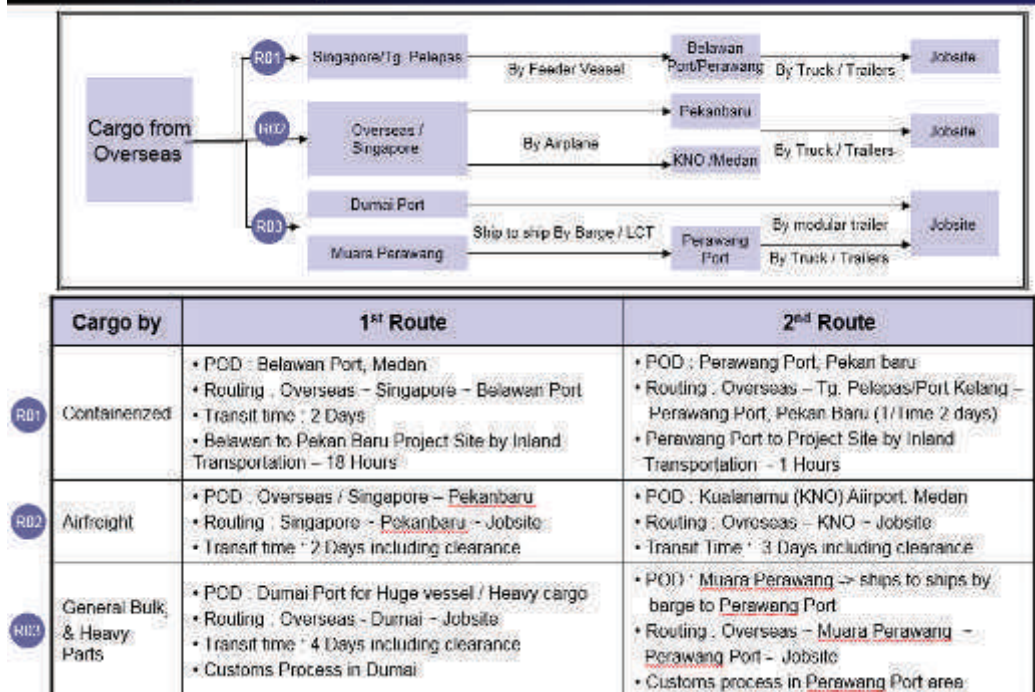 R01
Singapore/Tg. Pelepas
By Feeder Vessel
Belawan
Port/Perawang
By Truck / Trailers
Jobsite
Cargo from
Overseas
R02
Overseas /
Singapore
By Airplane
Pekanbaru
KNO /Medan
By Truck / Trailers
Jobsite
R03
Dumai Port
Muara Perawang
Ship to ship By Barge / LCT
Perawang
Port
By modular trailer
By Truck / Trailers
Jobsite
Cargo by
1st Route
2nd Route
R01
Containerized
• POD : Belawan Port, Medan
• Routing : Overseas – Singapore – Belawan Port
• Transit time : 2 Days
• Belawan to Pekan Baru Project Site by Inland
Transportation – 18 Hours
• POD : Perawang Port, Pekan baru
• Routing : Overseas – Tg. Pelepas/Port Kelang –
Perawang Port, Pekan Baru (T/Time 2 days)
• Perawang Port to Project Site by Inland
Transportation - 1 Hours
R02
Airfreight
• POD : Overseas / Singapore – Pekanbaru
• Routing : Singapore – Pekanbaru – Jobsite
• Transit time : 2 Days including clearance
• POD : Kualanamu (KNO) Aiirport, Medan
• Routing : Ovreseas – KNO – Jobsite
• Transit Time : 3 Days including clearance
R03
General Bulk,
& Heavy
Parts
• POD : Dumai Port for Huge vessel / Heavy cargo
• Routing : Overseas - Dumai – Jobsite
• Transit time : 4 Days including clearance
• Customs Process in Dumai
• POD : Muara Perawang -> ships to ships by
barge to Perawang Port
• Routing : Overseas – Muara Perawang –
Perawang Port – Jobsite
• Customs process in Perawang Port area